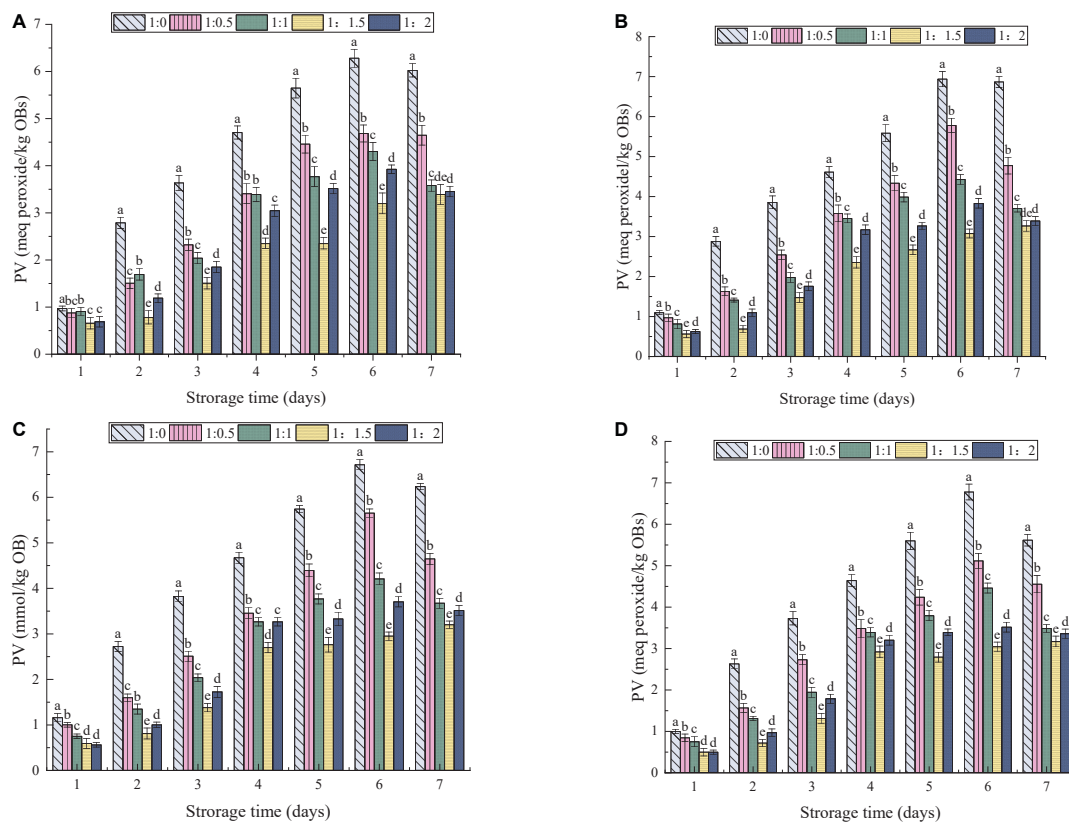 A
1:0 1:0.5 1:1 1：1.5 1：2
PV (meq peroxide/kg OBs)
7
6
5
4
3
2
1
0
a bc bc c c
a c b e d
a b c e d
a b b d c
a b c e d
a b c e d
a b c de d
1 2 3 4 5 6 7
Strorage time (days)
B
1:0 1:0.5 1:1 1：1.5 1：2
PV (meq peroxidel/kg OBs)
8
7
6
5
4
3
2
1
0
a b c e d
a b c e d
a b c e d
a b c e d
a b c e d
a b c e d
a b c de d
1 2 3 4 5 6 7
Strorage time (days)
C
1:0 1:0.5 1:1 1：1.5 1：2
PV (mmol/kg OB)
7
6
5
4
3
2
1
0
a b c d d
a b b e c
a b c e d
a b c d c
a b c e d
a b c e d
a b c e d
1 2 3 4 5 6 7
Strorage time (days)
D
1:0 1:0.5 1:1 1：1.5 1：2
PV (meq peroxide/kg OBs)
8
7
6
5
4
3
2
1
0
a b c d d
a b c e d
a b c e d
a b c e d
a b c e d
a b c e d
a b c e d
1 2 3 4 5 6 7
Strorage time (days)